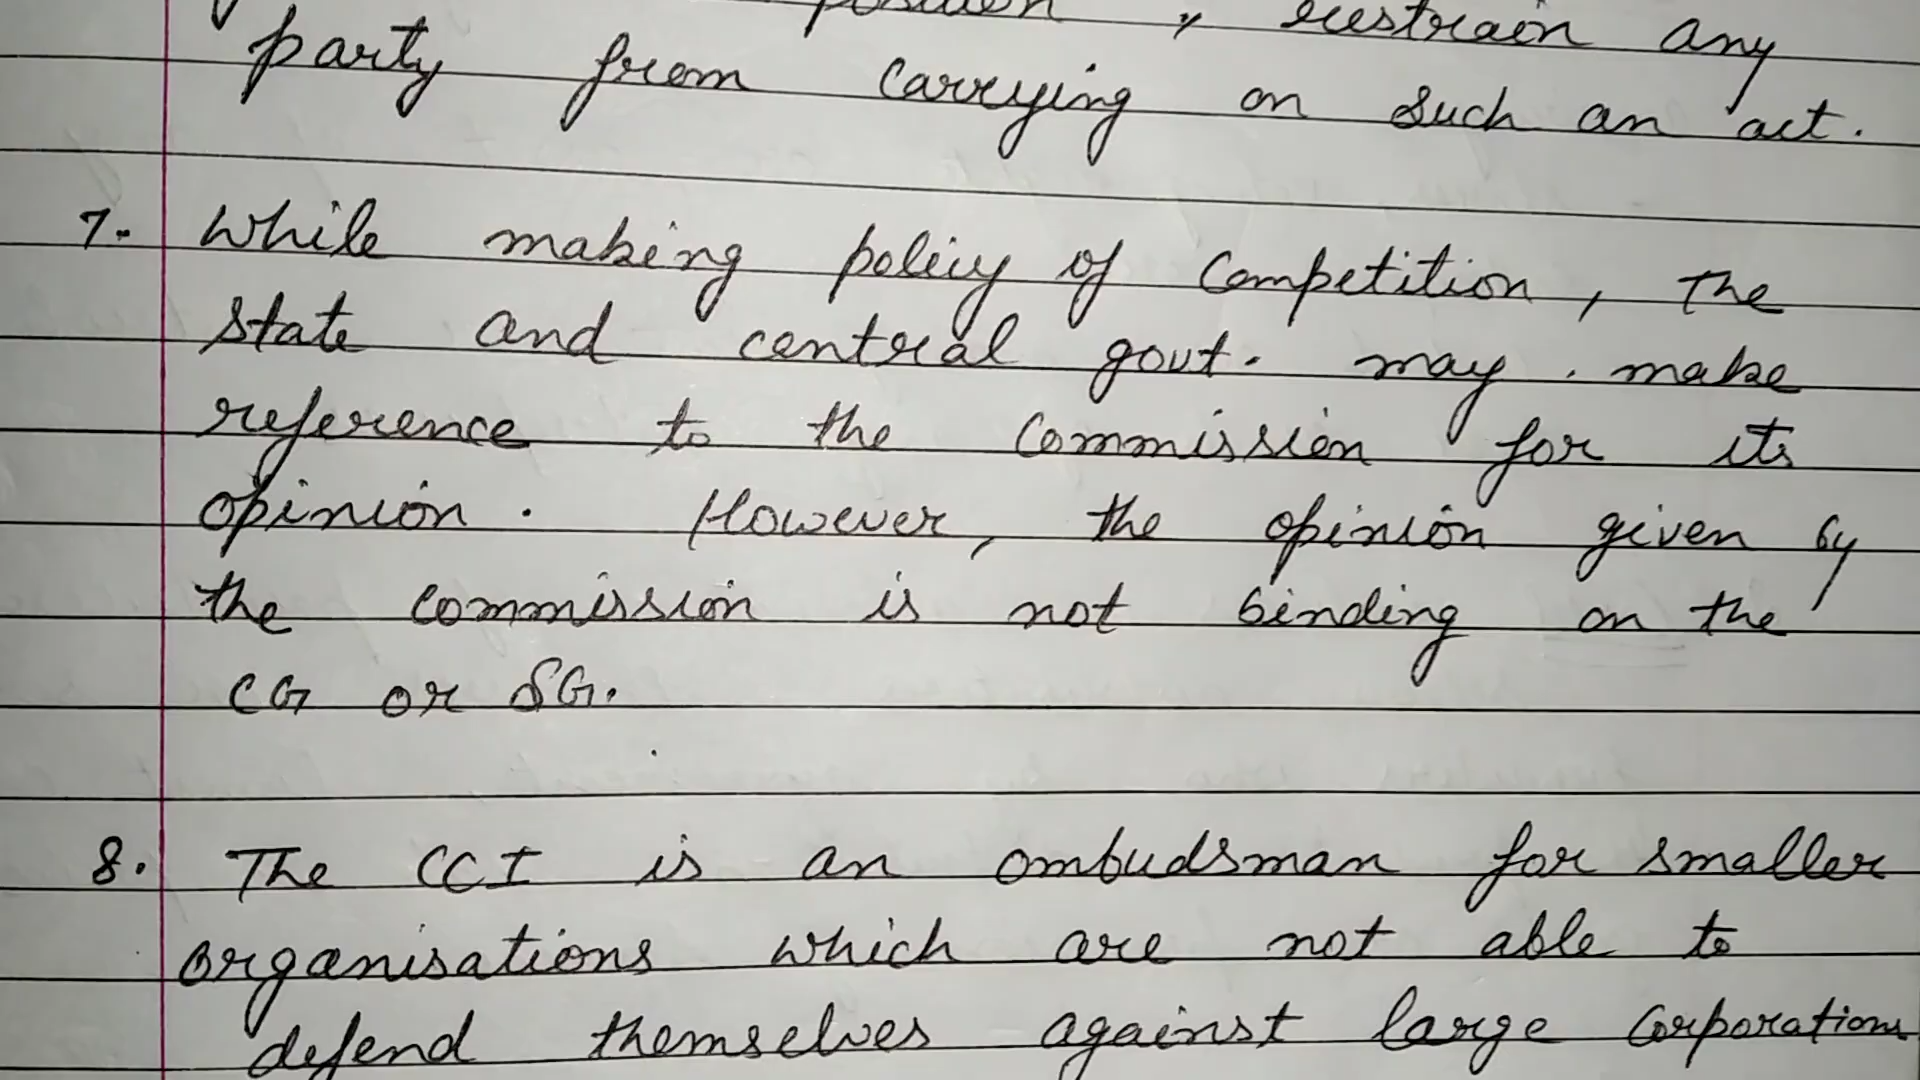 restrain any
party from carrying on such an act.
7. While making policy of Competition, the
state and central govt. may make
reference to the Commission for its
opinion. However, the opinion given by
the commission is not binding on the
CG or SG.
8. The CCI is an ombudsman for smaller
organisations which are not able to
defend themselves against large Corporations